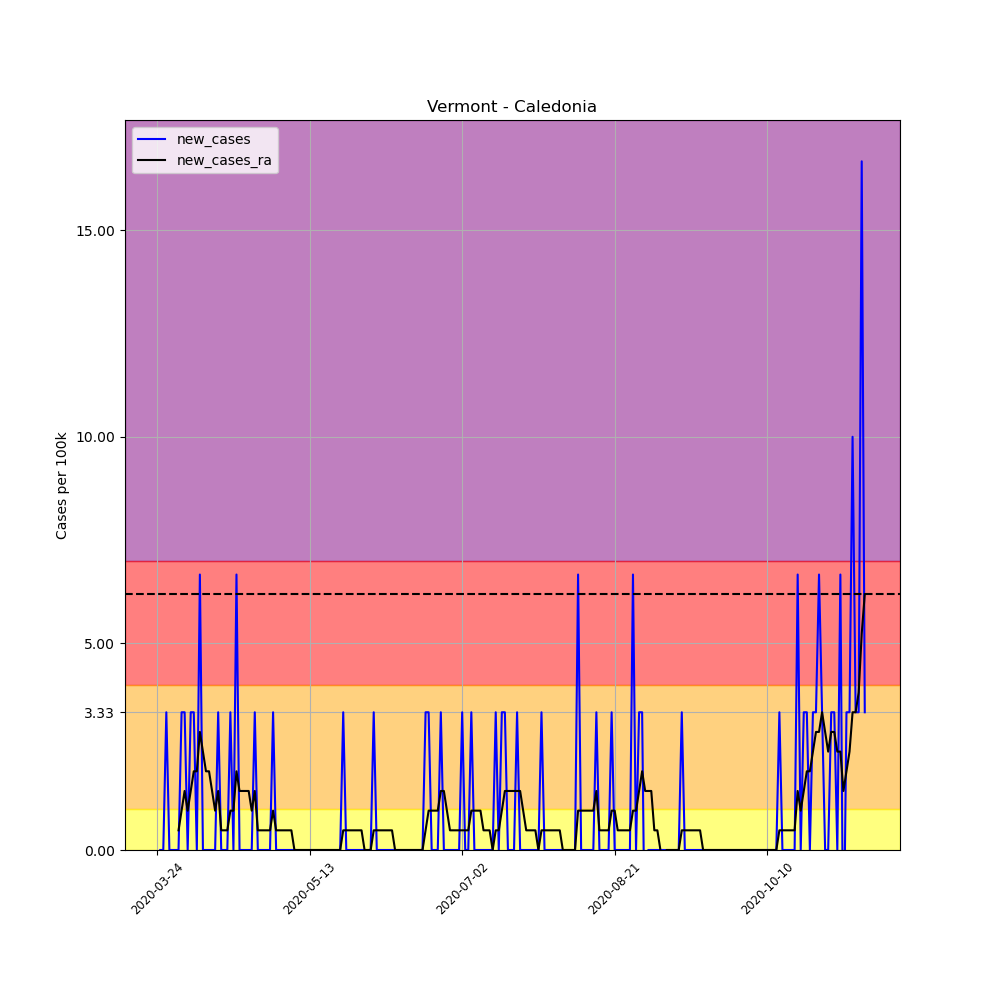 Vermont - Caledonia
new_cases
new_cases_ra
Cases per 100k
15.00
10.00
5.00
3.33
0.00
2020-03-24
2020-05-13
2020-07-02
2020-08-21
2020-10-10